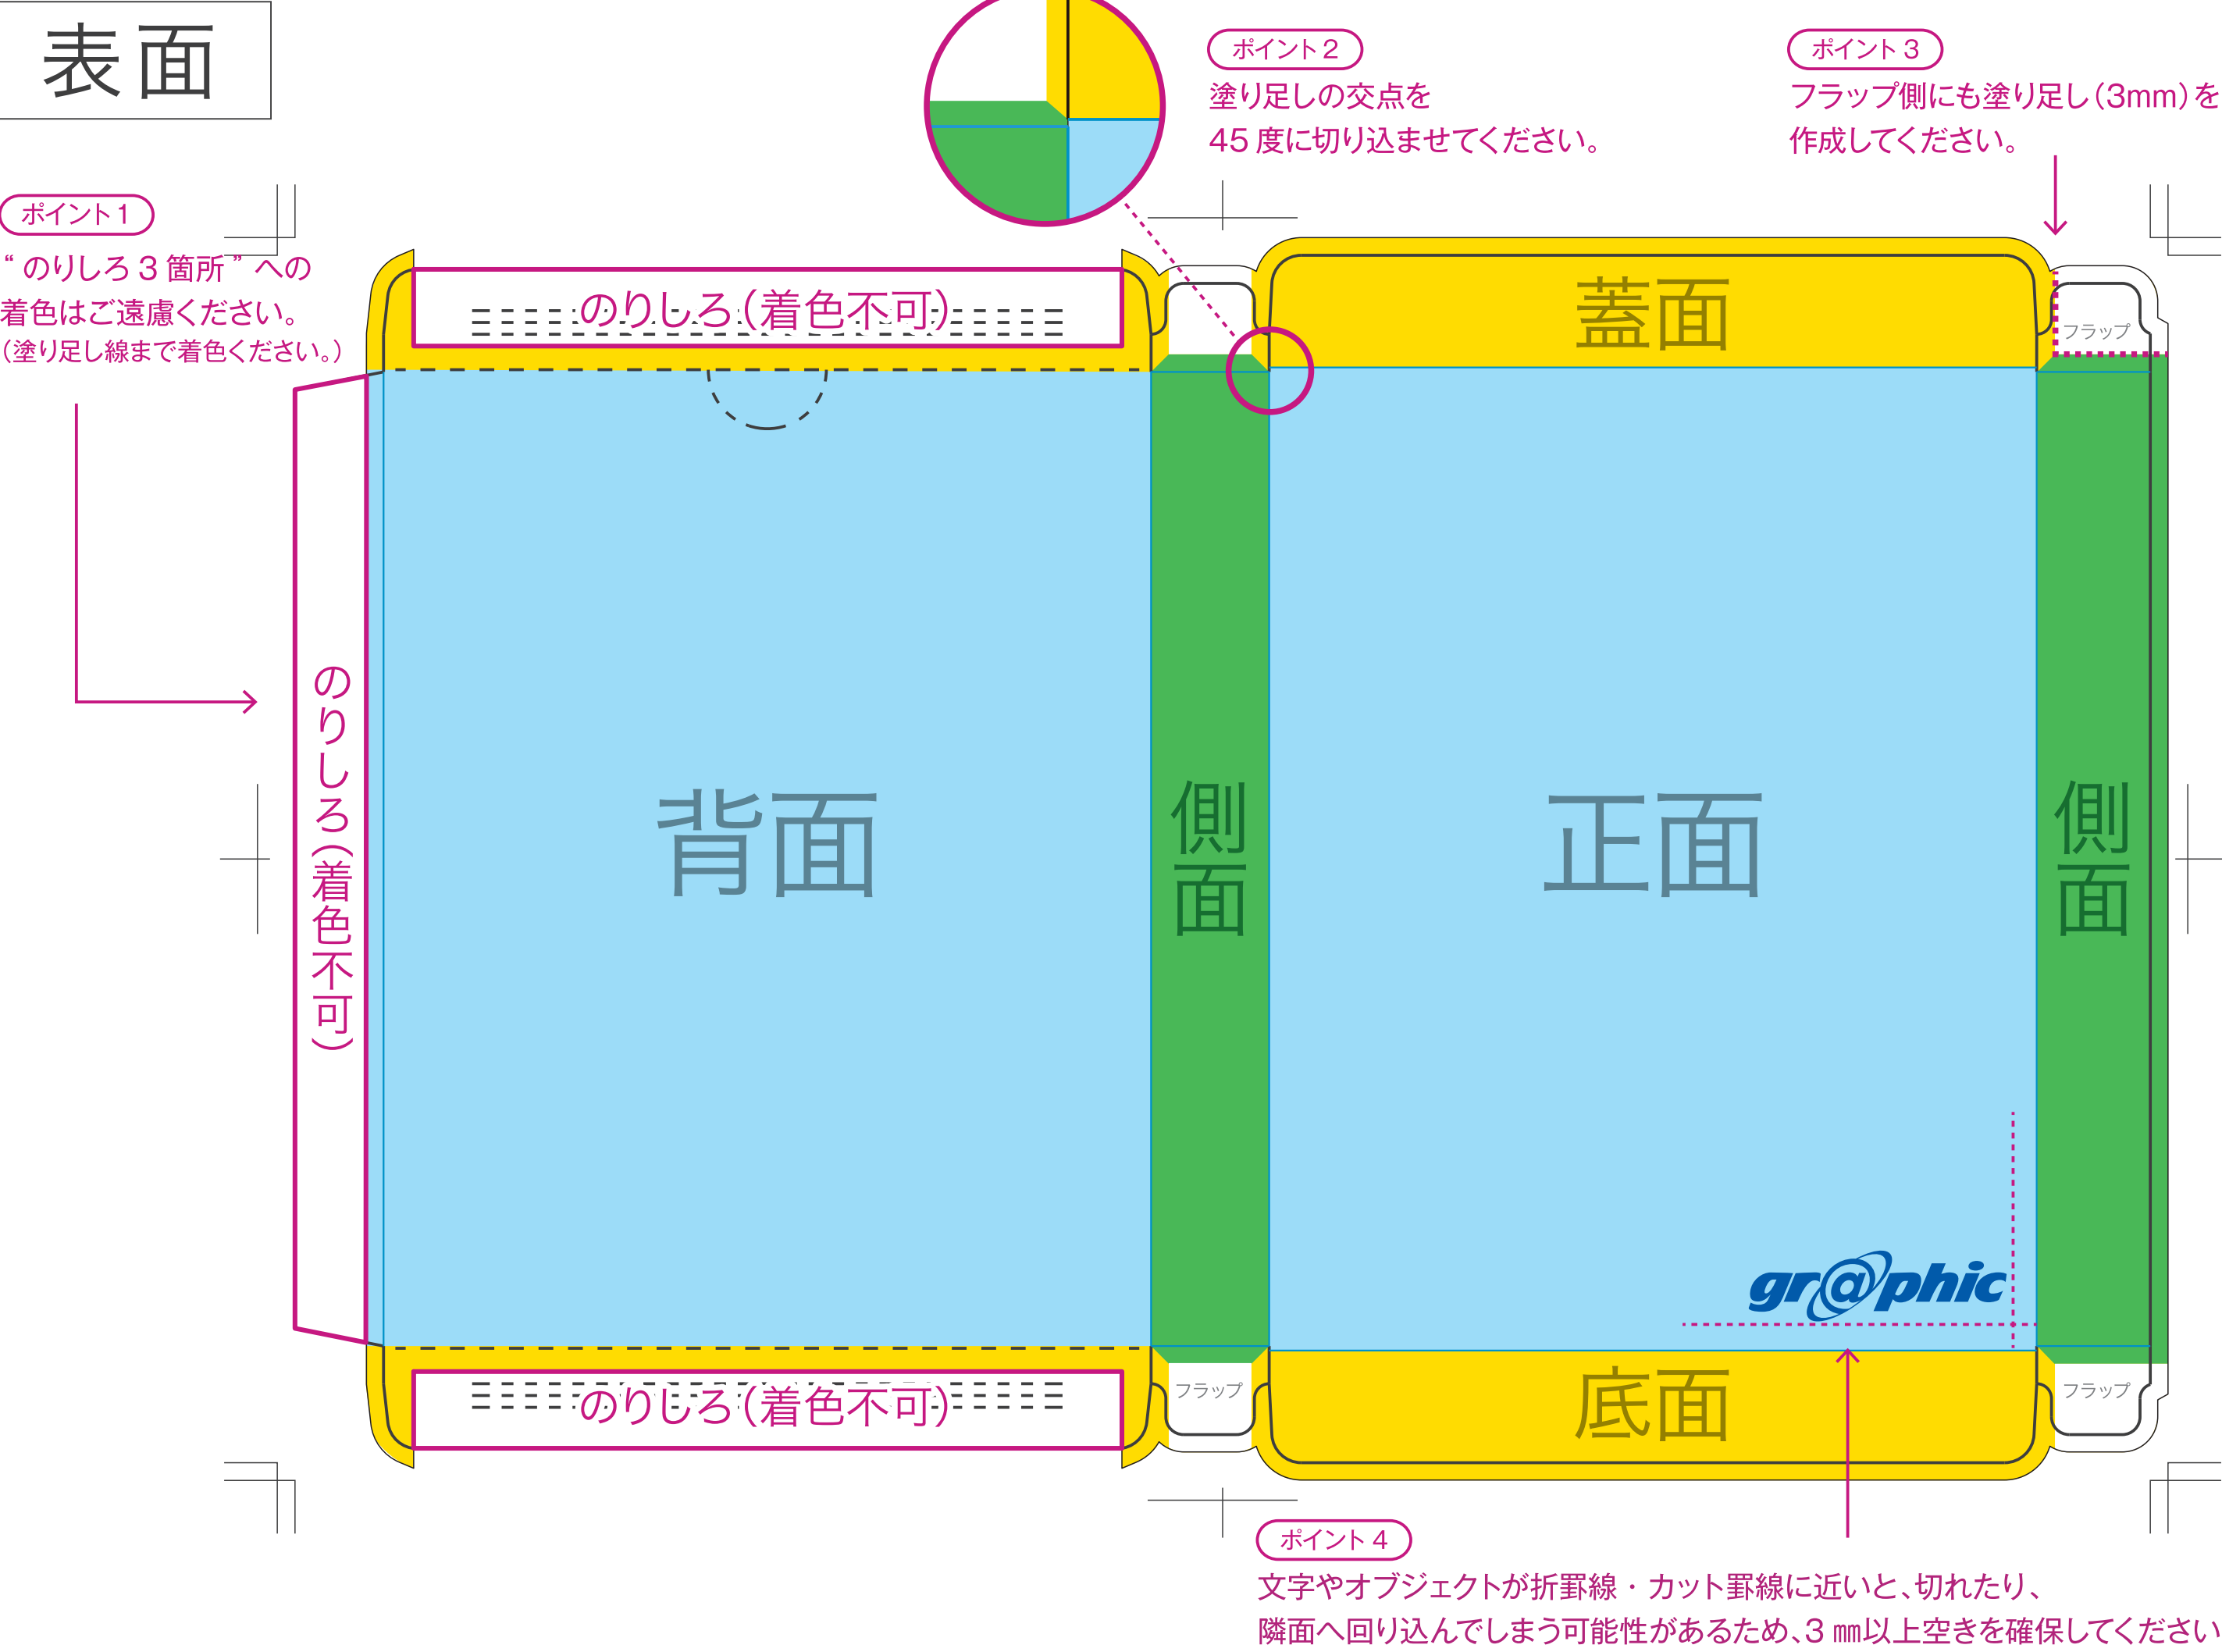 表面
ポイント1
“ のりしろ 3 箇所 ” への
着色はご遠慮ください。
（塗り足し線まで着色ください。）
ポイント2
塗り足しの交点を
45 度に切り込ませてください。
ポイント3
フラップ側にも塗り足し（3mm）を
作成してください。
のりしろ（着色不可）
蓋面
フラップ
のりしろ（着色不可）
背面
側面
正面
側面
gr@phic
のりしろ（着色不可）
フラップ
底面
フラップ
ポイント4
文字やオブジェクトが折罫線・カット罫線に近いと、切れたり、
隣面へ回り込んでしまう可能性があるため、3 mm以上空きを確保してください